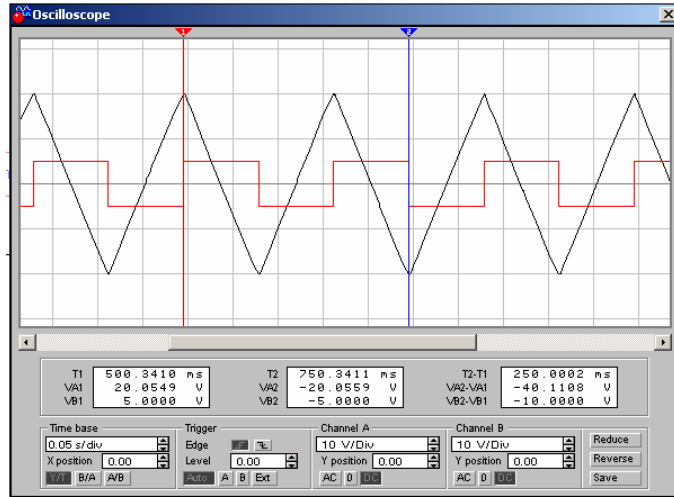 Oscilloscope
1 2
T1 500.3410 ms T2 750.3411 ms T2-T1 250.0002 ms
VA1 20.0549 V VA2 -20.0559 V VA2-VA1 -40.1108 V
VB1 5.0000 V VB2 -5.0000 V VB2-VB1 -10.0000 V
Time base Trigger Channel A Channel B
0.05 s/div Edge 10 V/Div 10 V/Div Reduce
X position 0.00 Level 0.00 Y position 0.00 Y position 0.00 Reverse
Y/T B/A A/B Auto A B Ext AC 0 DC AC 0 DC Save